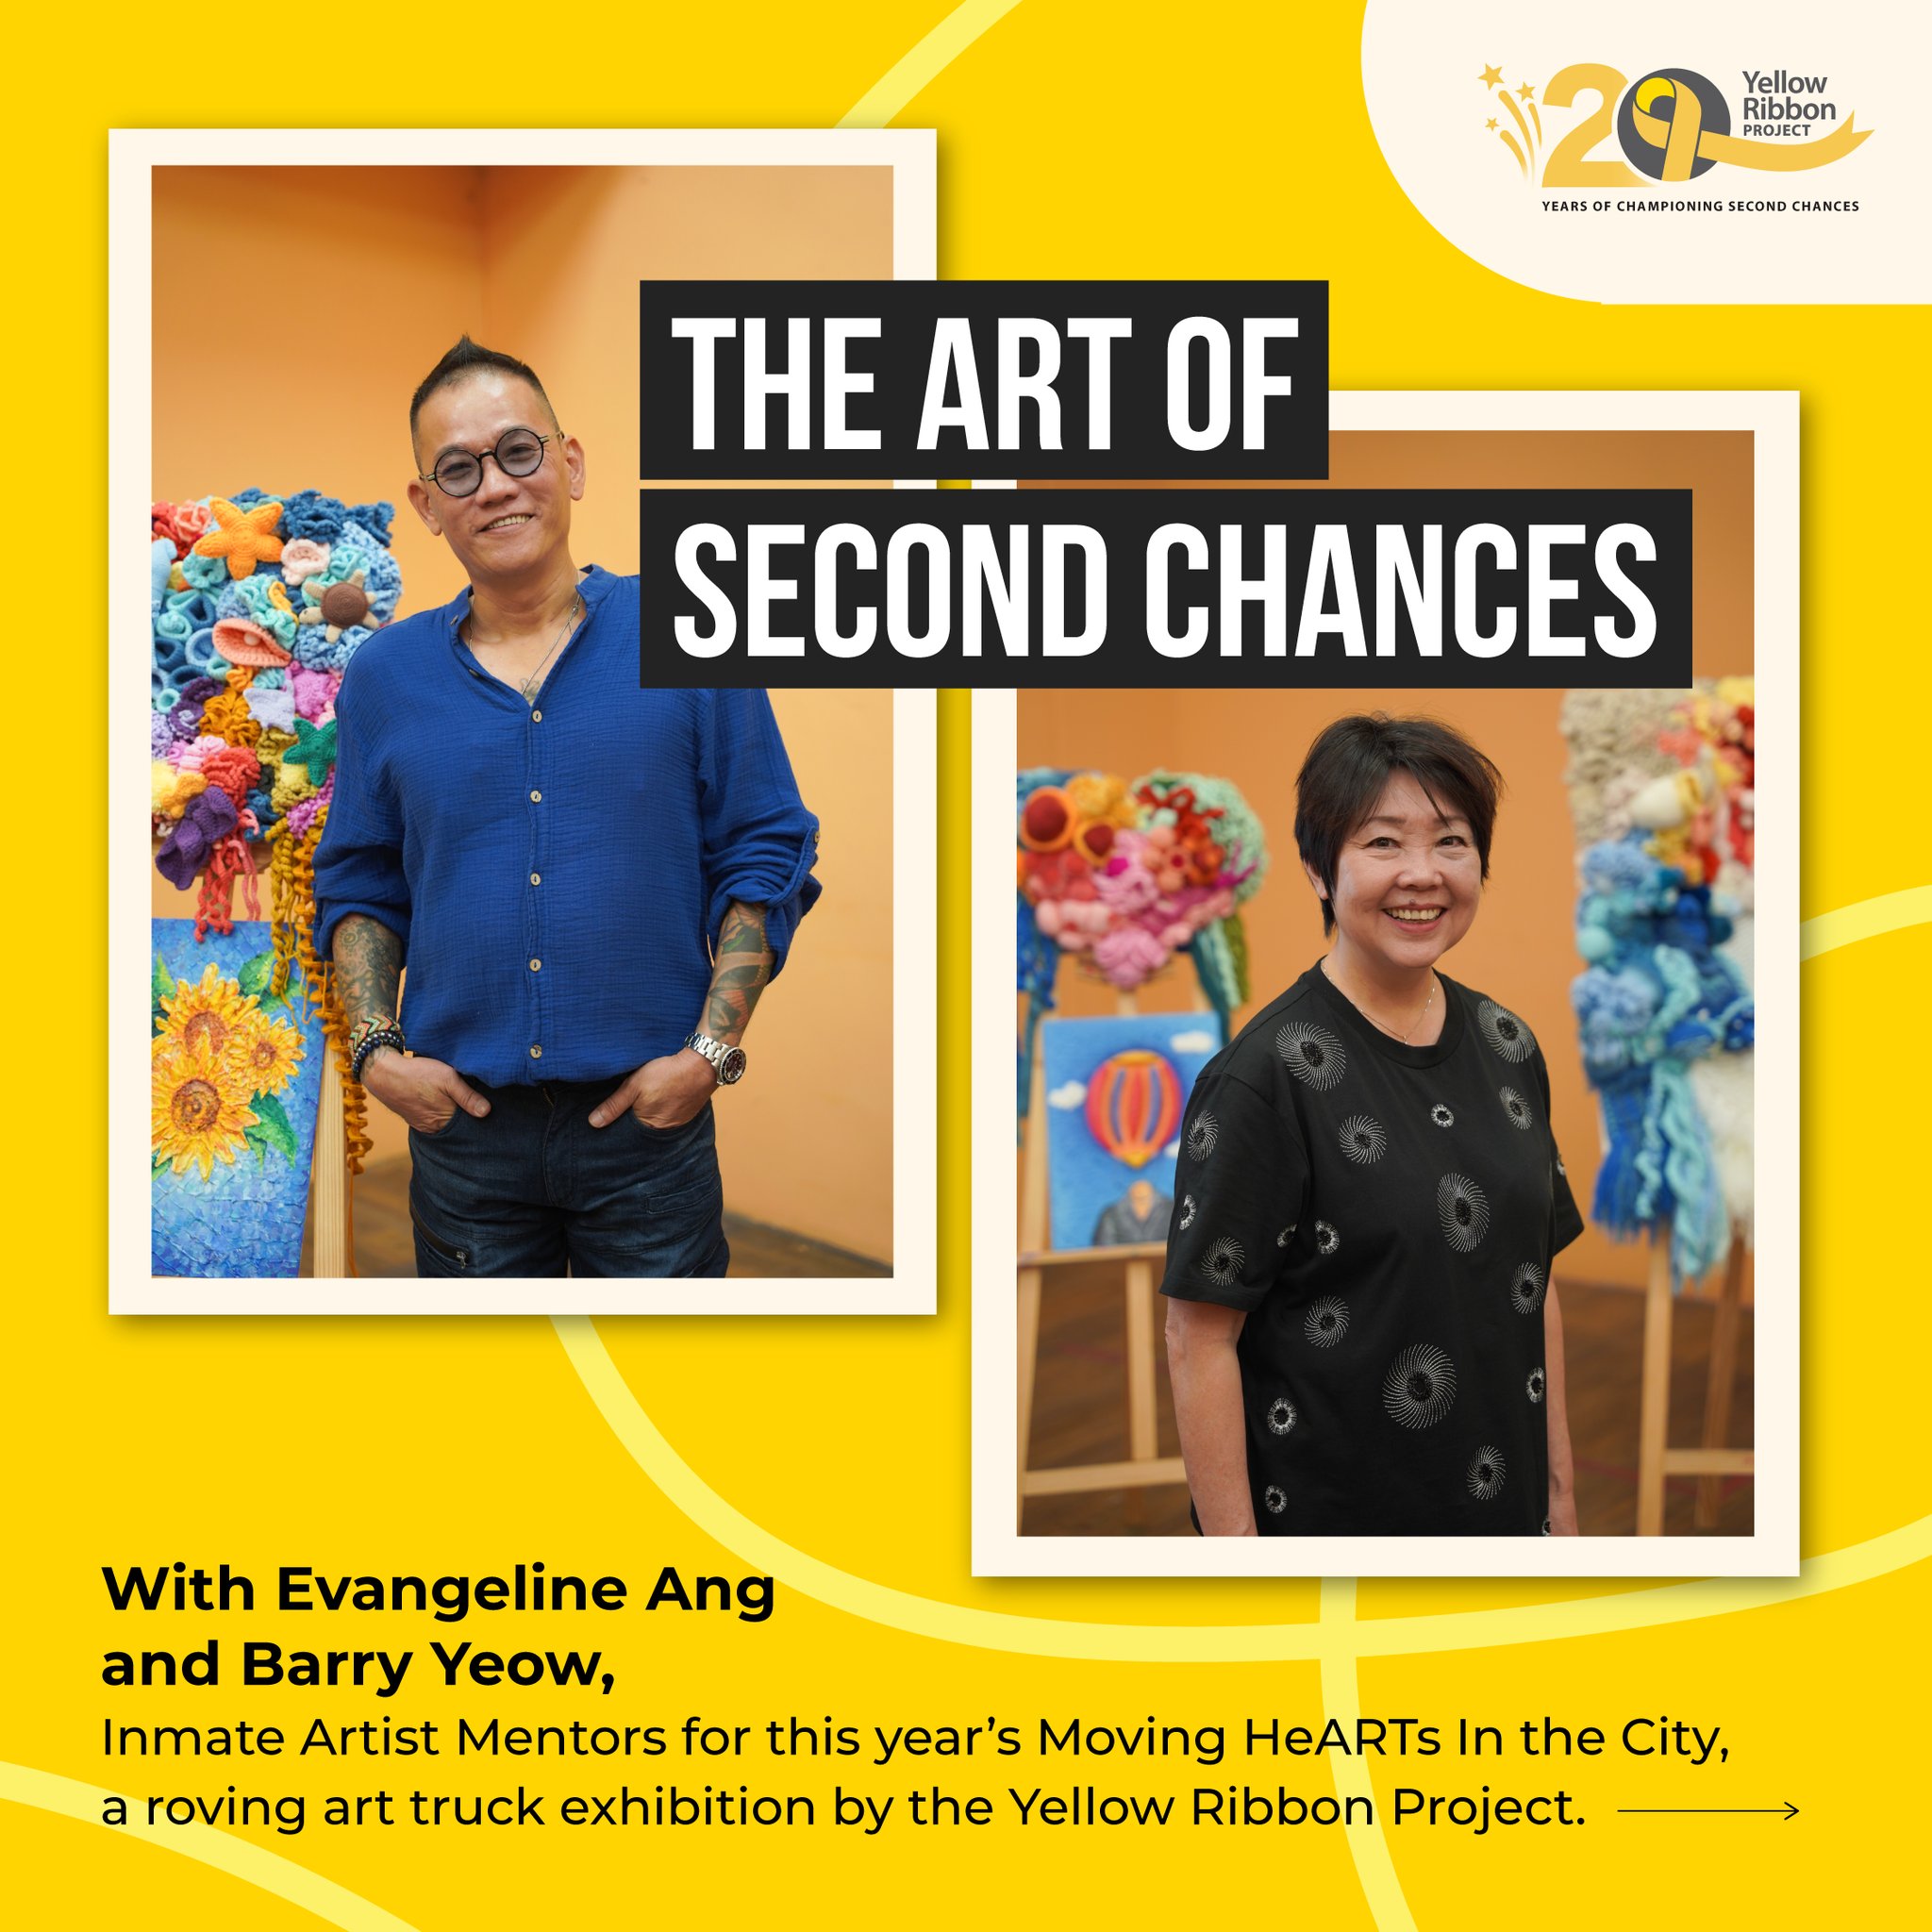 20
Yellow
Ribbon
PROJECT
YEARS OF CHAMPIONING SECOND CHANCES
THE ART OF
SECOND CHANCES
With Evangeline Ang
and Barry Yeow,
Inmate Artist Mentors for this year’s Moving HeARTs In the City,
a roving art truck exhibition by the Yellow Ribbon Project.